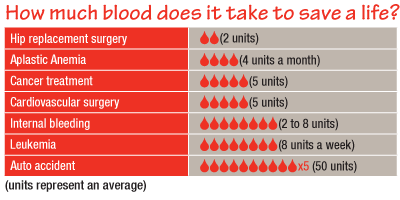 How much blood does it take to save a life?
Hip replacement surgery (2 units)
Aplastic Anemia (4 units a month)
Cancer treatment (5 units)
Cardiovascular surgery (5 units)
Internal bleeding (2 to 8 units)
Leukemia (8 units a week)
Auto accident x5 (50 units)
(units represent an average)